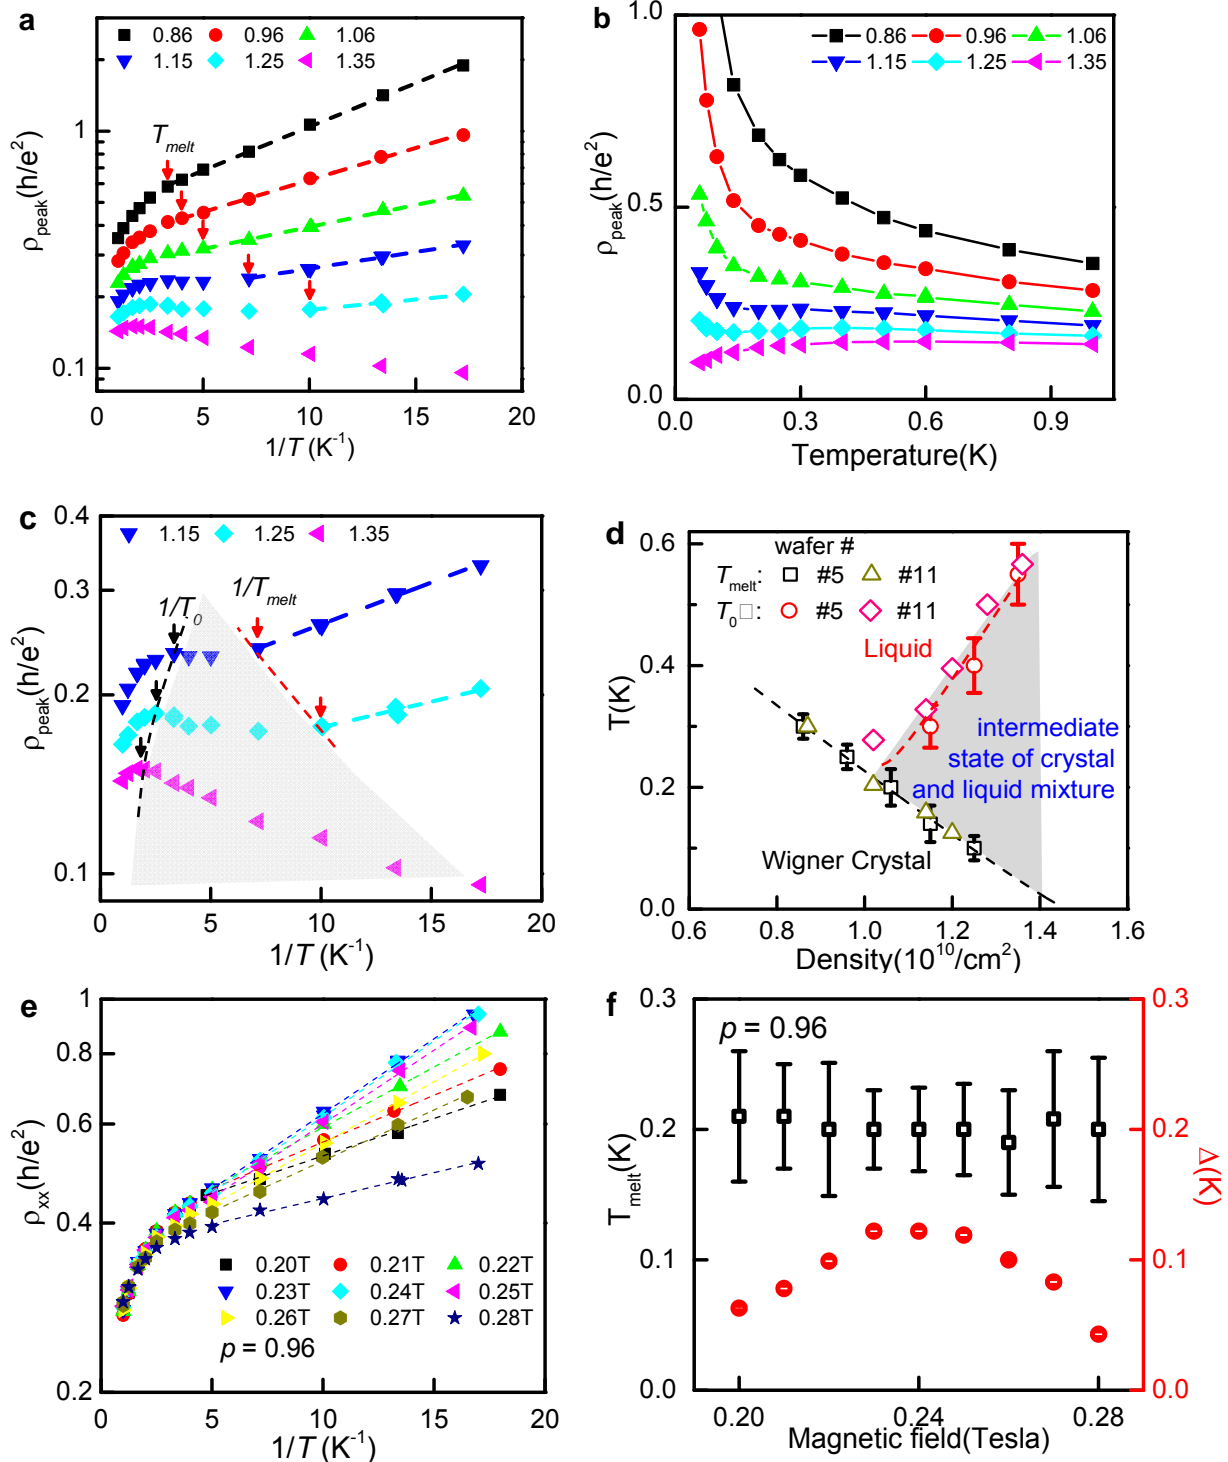 a
0.86 0.96 1.06
1.15 1.25 1.35
T_melt
1
0.1
ρ_peak(h/e²)
0 5 10 15 20
1/T (K⁻¹)
b
0.86 0.96 1.06
1.15 1.25 1.35
1.0
0.5
0.0
ρ_peak(h/e²)
0.0 0.3 0.6 0.9
Temperature(K)
c
1.15 1.25 1.35
1/T_0
1/T_melt
0.4
0.3
0.2
0.1
ρ_peak(h/e²)
0 5 10 15 20
1/T (K⁻¹)
d
wafer #
T_melt: #5 #11
T_0□: #5 #11
Liquid
intermediate
state of crystal
and liquid mixture
Wigner Crystal
0.6
0.4
0.2
0.0
T(K)
0.6 0.8 1.0 1.2 1.4 1.6
Density(10¹⁰/cm²)
e
1
0.8
0.6
0.4
0.2
ρ_xx(h/e²)
0.20T 0.21T 0.22T
0.23T 0.24T 0.25T
0.26T 0.27T 0.28T
p = 0.96
0 5 10 15 20
1/T (K⁻¹)
f
p = 0.96
0.3
0.2
0.1
0.0
T_melt(K)
0.3
0.2
0.1
0.0
Δ(K)
0.20 0.24 0.28
Magnetic field(Tesla)